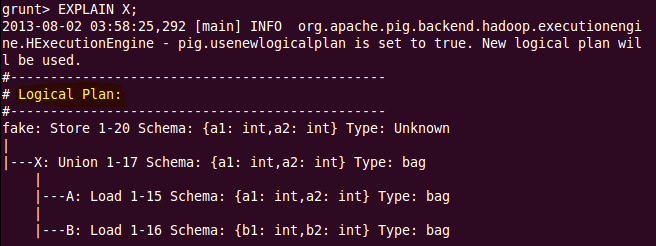 grunt> EXPLAIN X;
2013-08-02 03:58:25,292 [main] INFO  org.apache.pig.backend.hadoop.executionengi
ne.HExecutionEngine - pig.usenewlogicalplan is set to true. New logical plan wil
l be used.
#-----------------------------------------------
# Logical Plan:
#-----------------------------------------------
fake: Store 1-20 Schema: {a1: int,a2: int} Type: Unknown
|
|---X: Union 1-17 Schema: {a1: int,a2: int} Type: bag
    |
    |---A: Load 1-15 Schema: {a1: int,a2: int} Type: bag
    |
    |---B: Load 1-16 Schema: {b1: int,b2: int} Type: bag